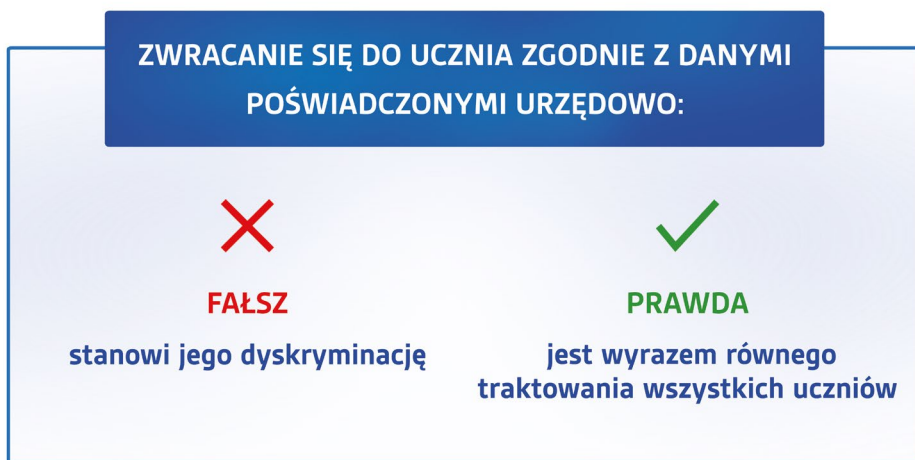 ZWRACANIE SIĘ DO UCZNIA ZGODNIE Z DANYMI
POŚWIADCZONYMI URZĘDOWO:
FAŁSZ
stanowi jego dyskryminację
PRAWDA
jest wyrazem równego
traktowania wszystkich uczniów